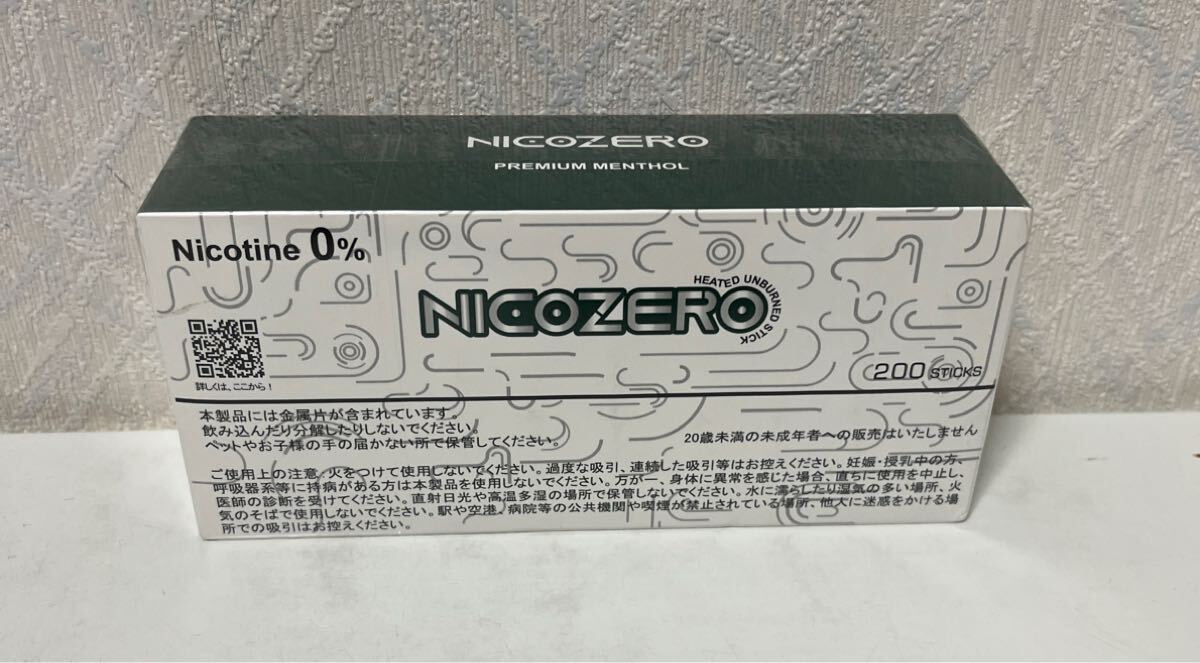 NICOZERO
PREMIUM MENTHOL
Nicotine 0%
HEATED UNBURNED STICK
NICOZERO
詳しくは、ここから！
200 STICKS
本製品には金属片が含まれています。
飲み込んだり分解したりしないでください。
ペットやお子様の手の届かない所で保管してください。
20歳未満の未成年者への販売はいたしません
ご使用上の注意。火をつけて使用しないでください。過度な吸引、連続した吸引等はお控えください。妊娠・授乳中の方、
呼吸器系等に持病がある方は本製品を使用しないでください。万が一、身体に異常を感じた場合、直ちに使用を中止し、
医師の診断を受けてください。直射日光や高温多湿の場所で保管しないでください。水に濡らしたり湿気の多い場所、火
気のそばで使用しないでください。駅や空港、病院等の公共機関や喫煙が禁止されている場所、他人に迷惑をかける場
所での吸引はお控えください。